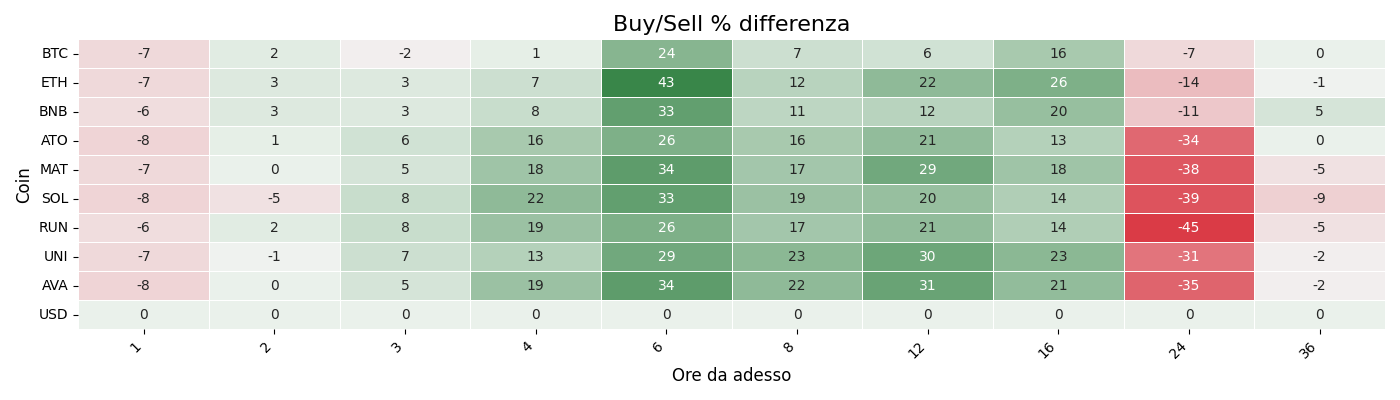 Buy/Sell % differenza
Coin
BTC -7 2 -2 1 24 7 6 16 -7 0
ETH -7 3 3 7 43 12 22 26 -14 -1
BNB -6 3 3 8 33 11 12 20 -11 5
ATO -8 1 6 16 26 16 21 13 -34 0
MAT -7 0 5 18 34 17 29 18 -38 -5
SOL -8 -5 8 22 33 19 20 14 -39 -9
RUN -6 2 8 19 26 17 21 14 -45 -5
UNI -7 -1 7 13 29 23 30 23 -31 -2
AVA -8 0 5 19 34 22 31 21 -35 -2
USD 0 0 0 0 0 0 0 0 0 0
1 2 3 4 6 8 12 16 24 36
Ore da adesso